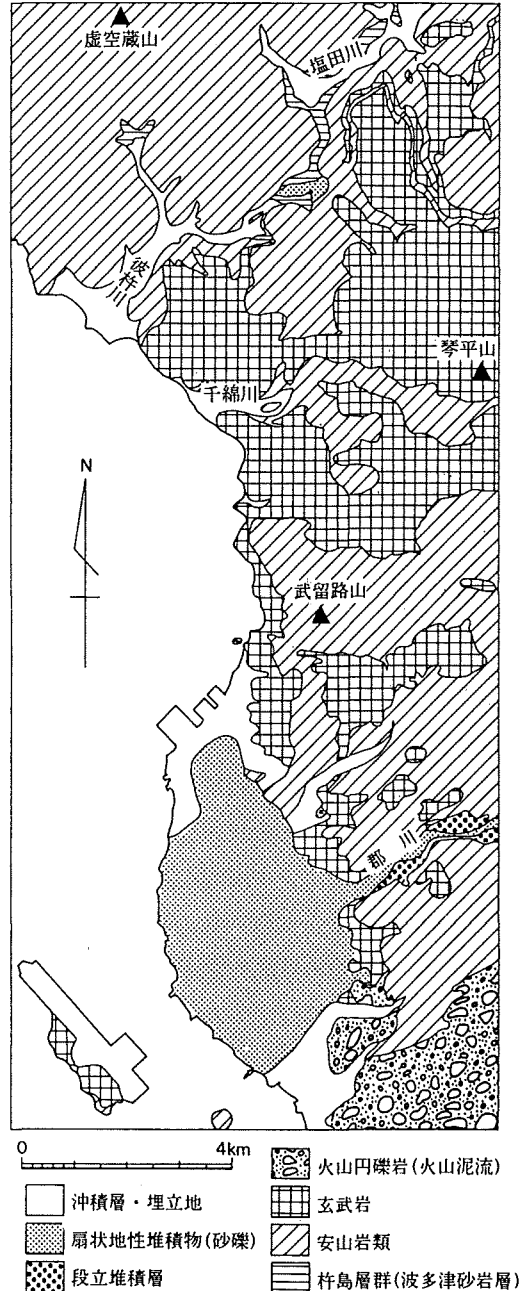 虚空蔵山
塩田川
彼杵川
琴平山
千綿川
N
武留路山
郡川
0 4km
沖積層・埋立地
扇状地性堆積物(砂礫)
段立堆積層
火山円礫岩(火山泥流)
玄武岩
安山岩類
杵島層群(波多津砂岩層)